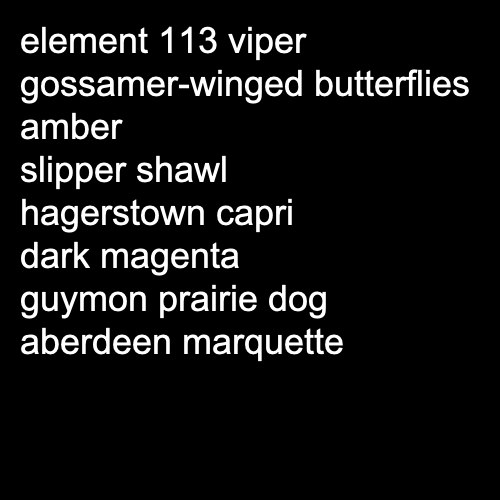 element 113 viper
gossamer-winged butterflies
amber
slipper shawl
hagerstown capri
dark magenta
guymon prairie dog
aberdeen marquette